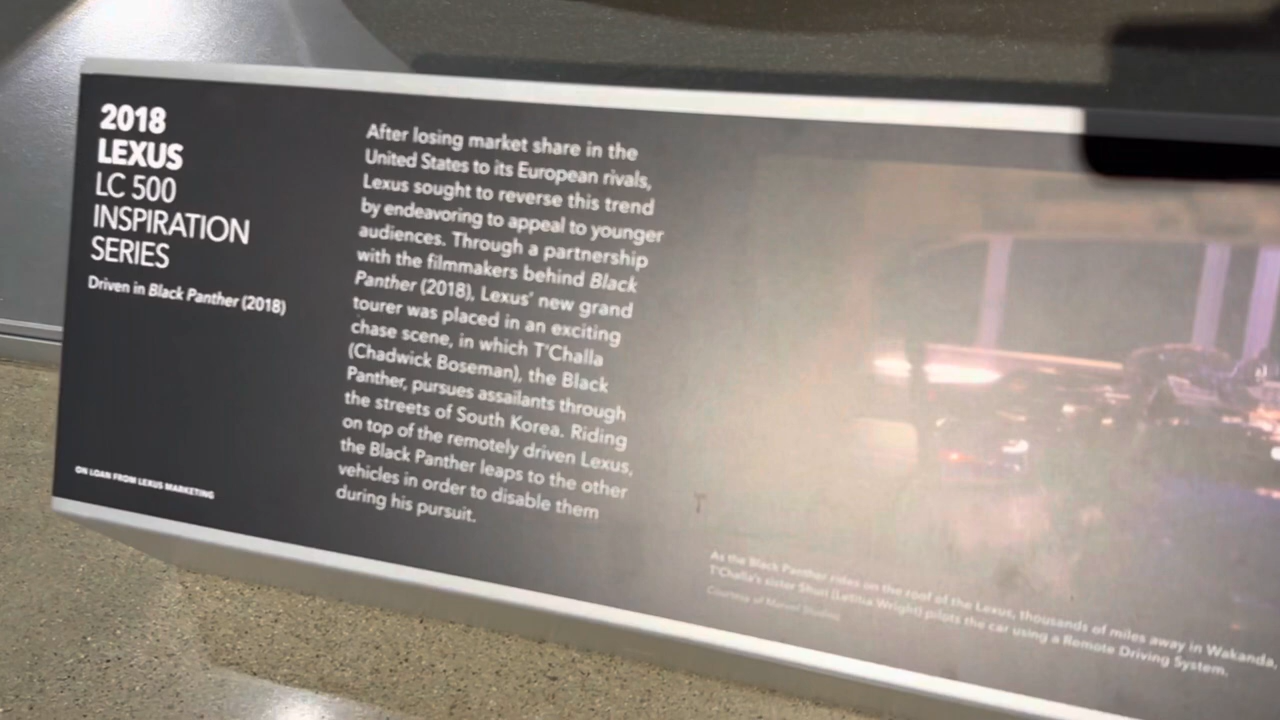 2018
LEXUS
LC 500
INSPIRATION
SERIES
Driven in Black Panther (2018)
ON LOAN FROM LEXUS MARKETING
After losing market share in the
United States to its European rivals,
Lexus sought to reverse this trend
by endeavoring to appeal to younger
audiences. Through a partnership
with the filmmakers behind Black
Panther (2018), Lexus' new grand
tourer was placed in an exciting
chase scene, in which T'Challa
(Chadwick Boseman), the Black
Panther, pursues assailants through
the streets of South Korea. Riding
on top of the remotely driven Lexus,
the Black Panther leaps to the other
vehicles in order to disable them
during his pursuit.
As the Black Panther rides on the roof of the Lexus, thousands of miles away in Wakanda,
T'Challa's sister Shuri (Letitia Wright) pilots the car using a Remote Driving System.
Courtesy of Marvel Studios